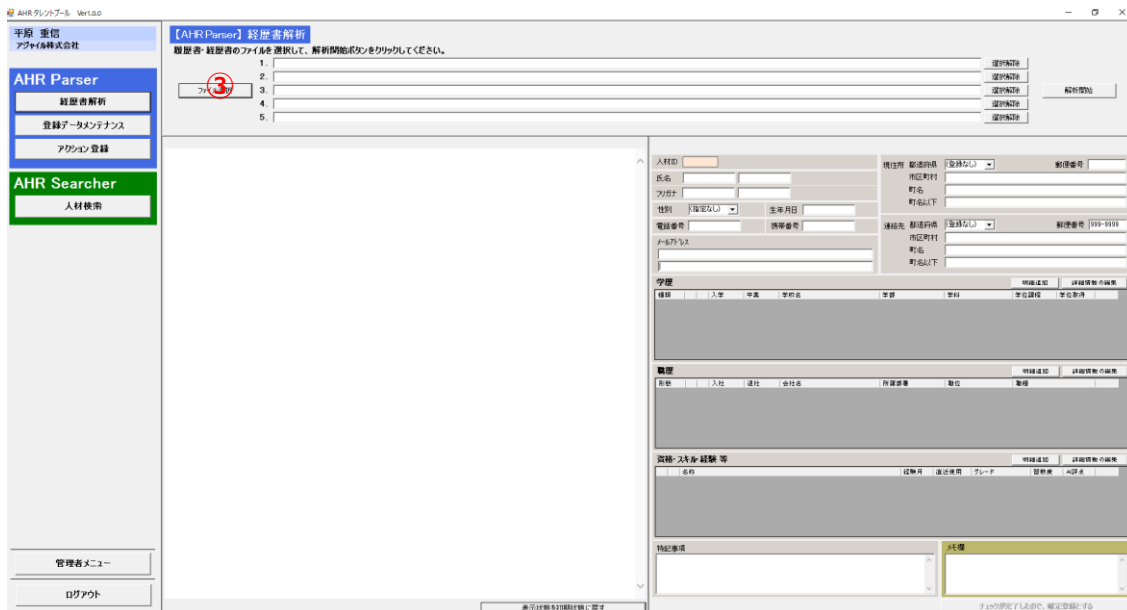 AHR タレントプール Ver1.0.0
平原 重信
アジャイル株式会社
AHR Parser
経歴書解析
登録データメンテナンス
アクション登録
AHR Searcher
人材検索
管理者メニュー
ログアウト
【AHR Parser】経歴書解析
履歴書・経歴書のファイルを選択して、解析開始ボタンをクリックしてください。
③
1. 選択解除
2. 選択解除
3. 選択解除
4. 選択解除
5. 選択解除
解析開始
表示状態を初期状態に戻す
人材ID
氏名
フリガナ
性別 (指定なし) 生年月日
電話番号 携帯番号
メールアドレス
現住所 都道府県 (登録なし) 郵便番号
市区町村
町名
町名以下
連絡先 都道府県 (登録なし) 郵便番号 999-9999
市区町村
町名
町名以下
学歴 明細追加 詳細情報の編集
種類 入学 卒業 学校名 学部 学科 学位課程 学位取得
職歴 明細追加 詳細情報の編集
形態 入社 退社 会社名 所属部署 職位 職種
資格・スキル・経験 等 明細追加 詳細情報の編集
名称 経験月 直近使用 グレード 習熟度 AI評点
特記事項
メモ欄
チェックが完了したので、確定登録とする